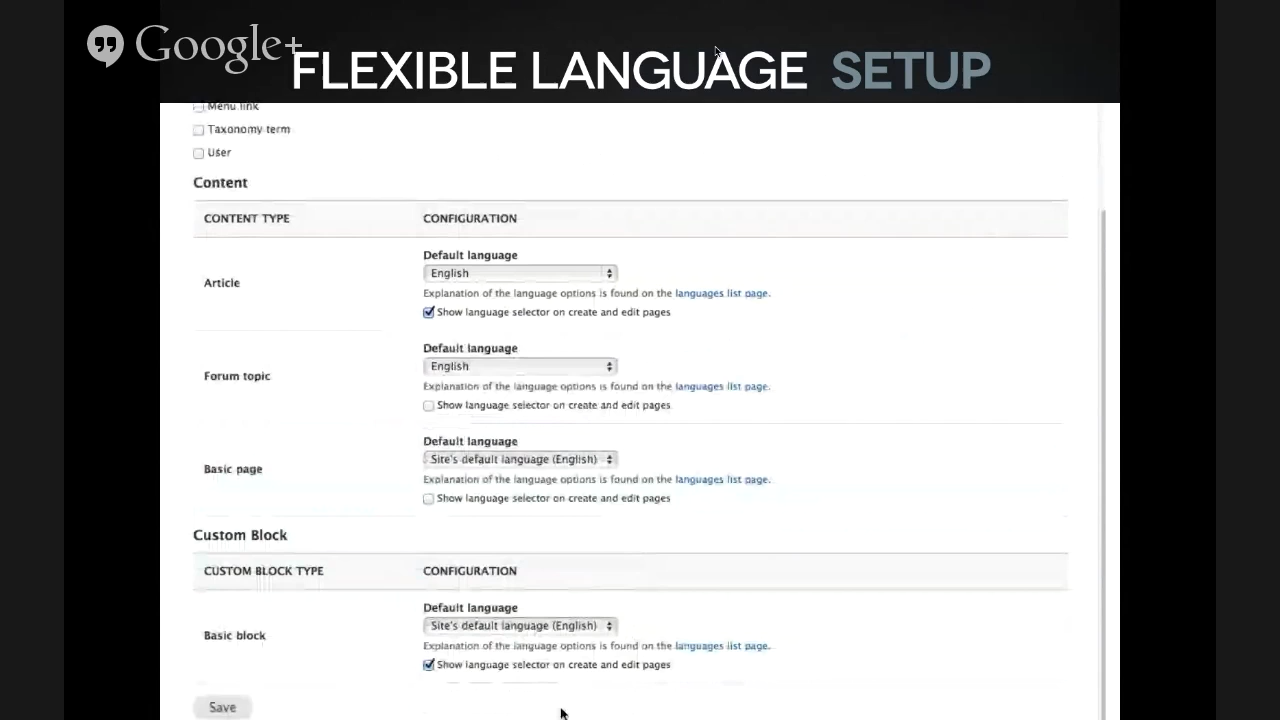 Google+
FLEXIBLE LANGUAGE SETUP
Menu link
Taxonomy term
User
Content
CONTENT TYPE CONFIGURATION
Default language
English
Article
Explanation of the language options is found on the languages list page.
Show language selector on create and edit pages
Default language
English
Forum topic
Explanation of the language options is found on the languages list page.
Show language selector on create and edit pages
Default language
Site's default language (English)
Basic page
Explanation of the language options is found on the languages list page.
Show language selector on create and edit pages
Custom Block
CUSTOM BLOCK TYPE CONFIGURATION
Default language
Site's default language (English)
Basic block
Explanation of the language options is found on the languages list page.
Show language selector on create and edit pages
Save